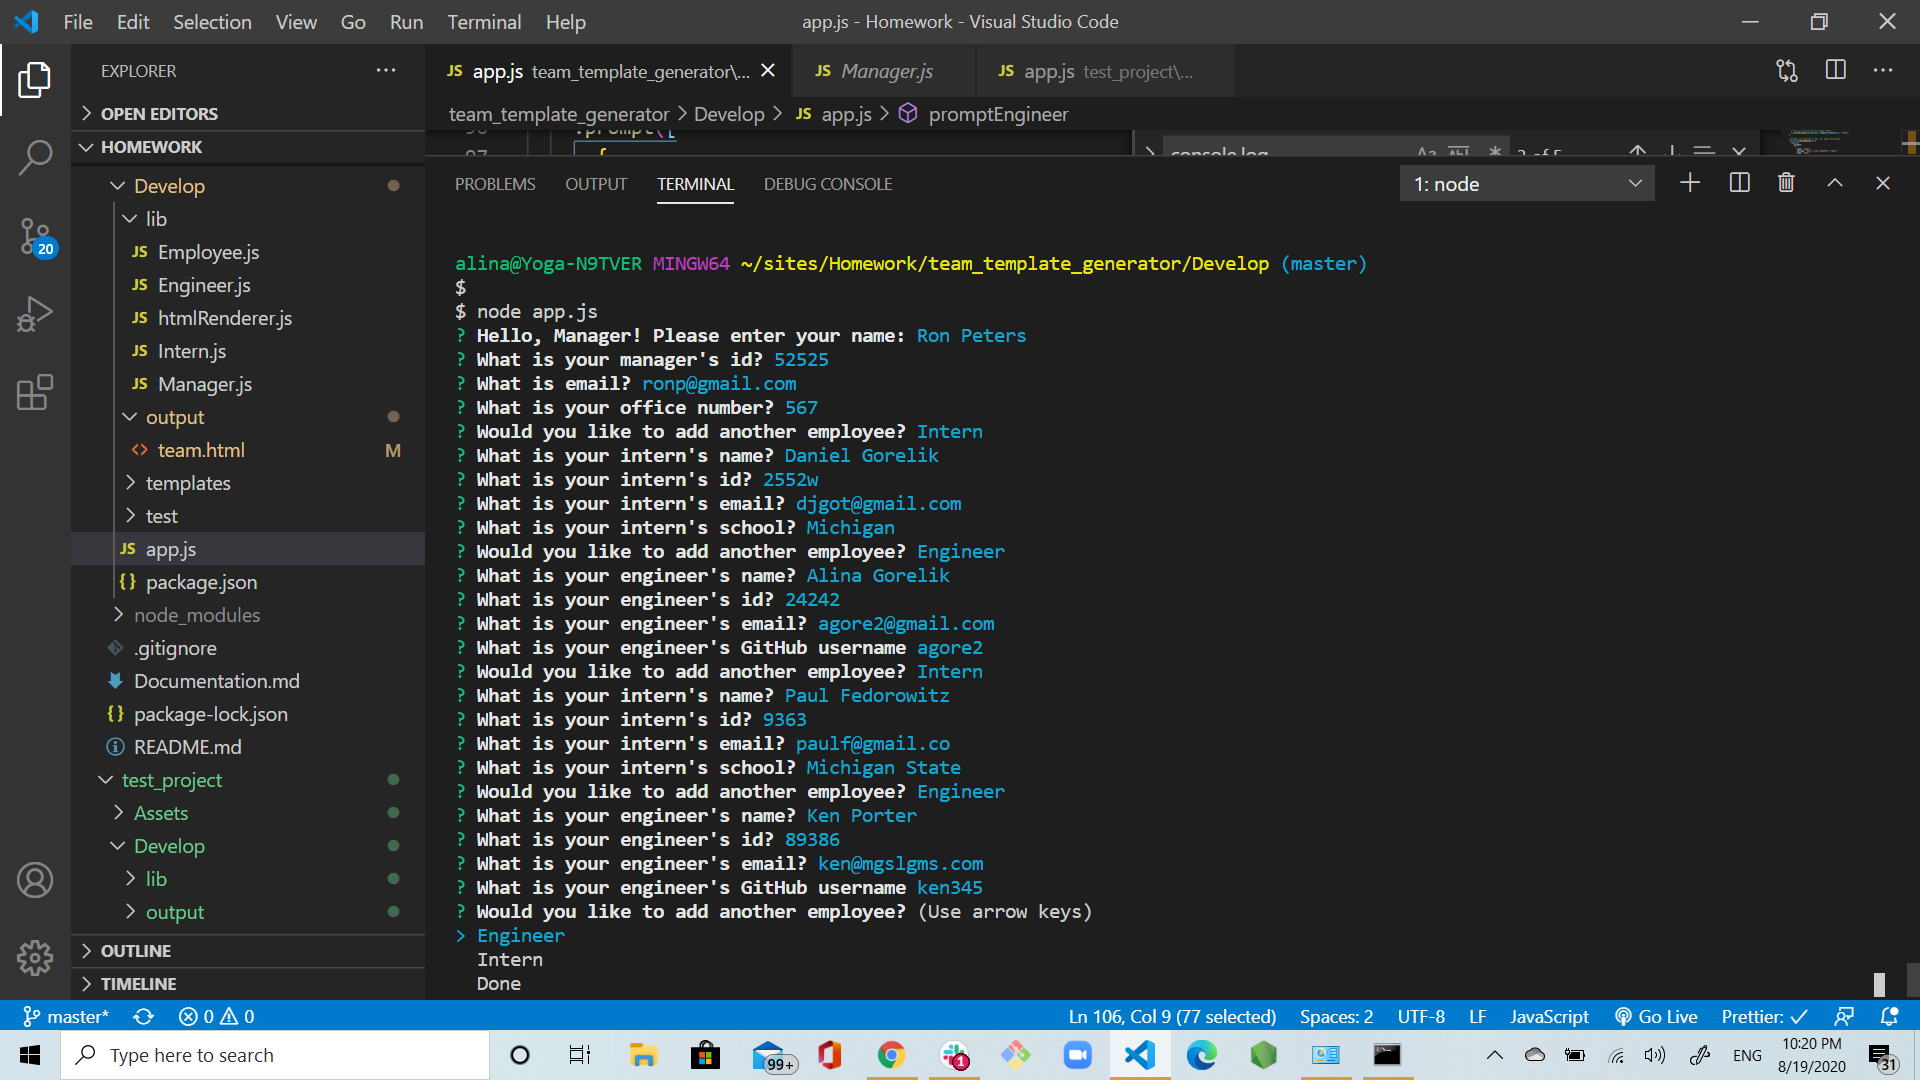 File Edit Selection View Go Run Terminal Help
app.js - Homework - Visual Studio Code
EXPLORER
OPEN EDITORS
HOMEWORK
Develop
lib
JS Employee.js
JS Engineer.js
JS htmlRenderer.js
JS Intern.js
JS Manager.js
output
team.html M
templates
test
JS app.js
{} package.json
node_modules
.gitignore
Documentation.md
{} package-lock.json
README.md
test_project
Assets
Develop
lib
output
OUTLINE
TIMELINE
20
JS app.js team_template_generator\...
JS Manager.js
JS app.js test_project\...
team_template_generator > Develop > JS app.js > promptEngineer
.prompt([
{
console.log
PROBLEMS OUTPUT TERMINAL DEBUG CONSOLE
1: node
alina@Yoga-N9TVER MINGW64 ~/sites/Homework/team_template_generator/Develop (master)
$
$ node app.js
? Hello, Manager! Please enter your name: Ron Peters
? What is your manager's id? 52525
? What is email? ronp@gmail.com
? What is your office number? 567
? Would you like to add another employee? Intern
? What is your intern's name? Daniel Gorelik
? What is your intern's id? 2552w
? What is your intern's email? djgot@gmail.com
? What is your intern's school? Michigan
? Would you like to add another employee? Engineer
? What is your engineer's name? Alina Gorelik
? What is your engineer's id? 24242
? What is your engineer's email? agore2@gmail.com
? What is your engineer's GitHub username agore2
? Would you like to add another employee? Intern
? What is your intern's name? Paul Fedorowitz
? What is your intern's id? 9363
? What is your intern's email? paulf@gmail.co
? What is your intern's school? Michigan State
? Would you like to add another employee? Engineer
? What is your engineer's name? Ken Porter
? What is your engineer's id? 89386
? What is your engineer's email? ken@mgslgms.com
? What is your engineer's GitHub username ken345
? Would you like to add another employee? (Use arrow keys)
> Engineer
Intern
Done
master* 0 0
Ln 106, Col 9 (77 selected) Spaces: 2 UTF-8 LF JavaScript Go Live Prettier: ✓
Type here to search
99+
1
ENG
10:20 PM
8/19/2020
31